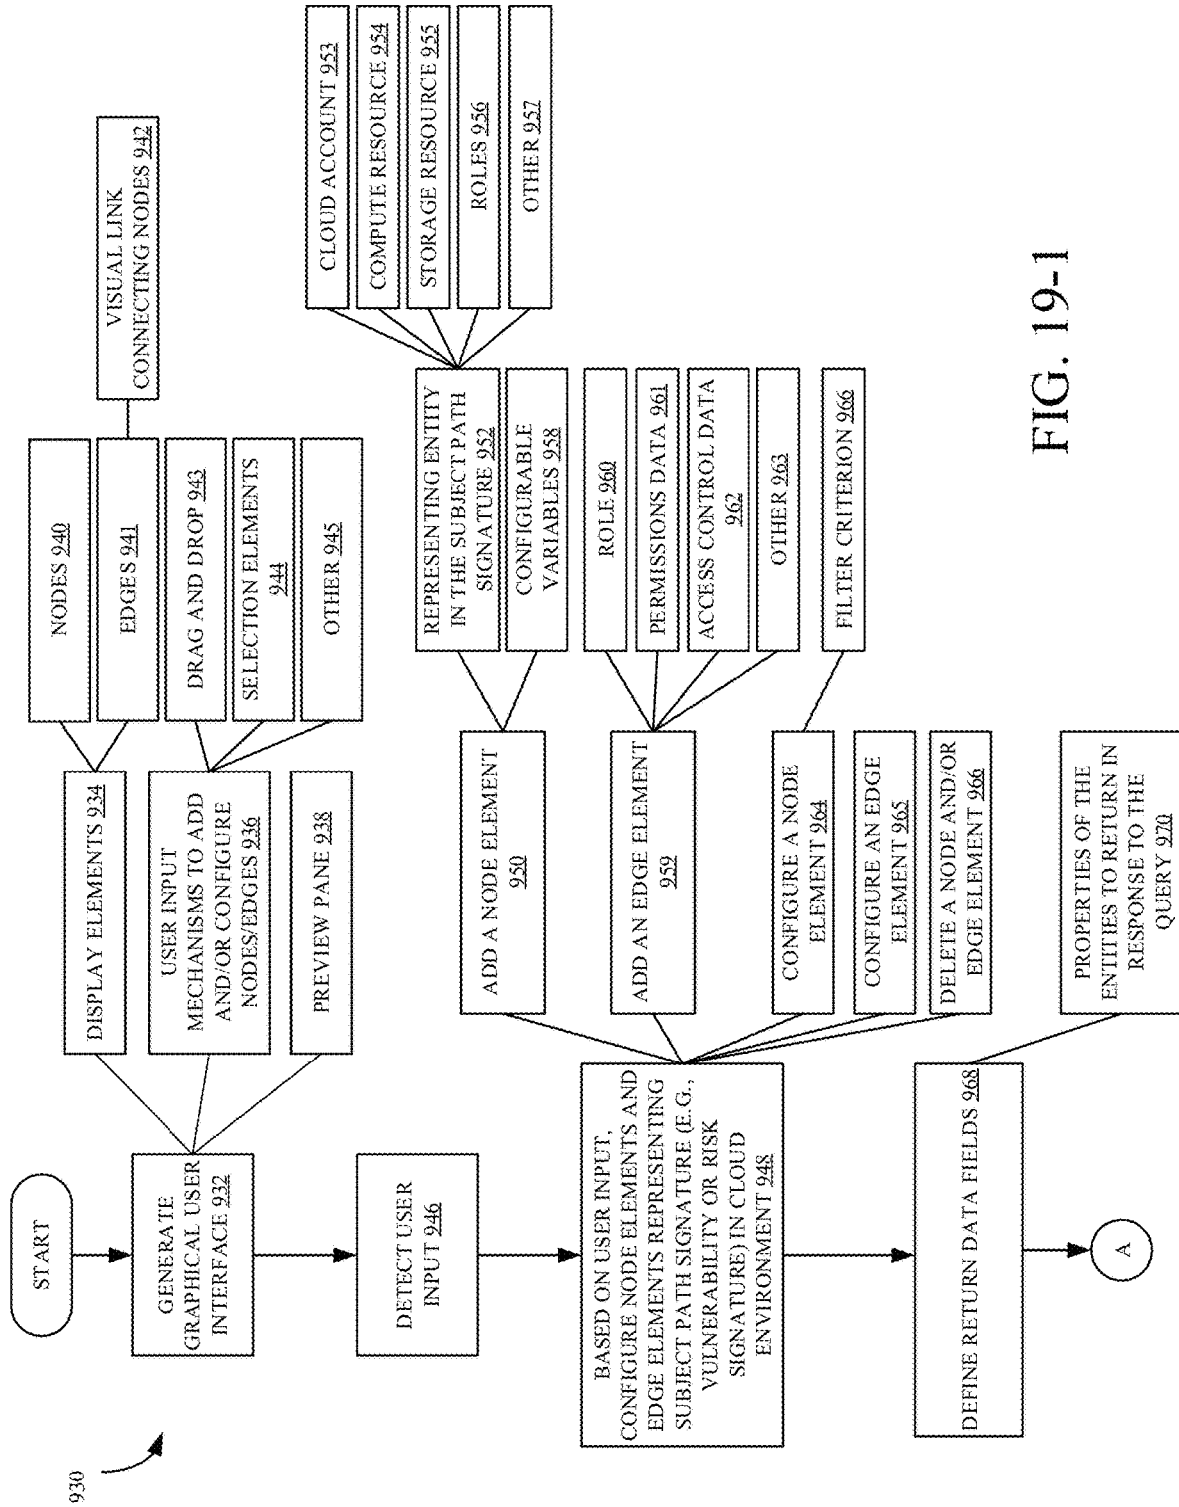 930
START
GENERATE
GRAPHICAL USER
INTERFACE 932
DISPLAY ELEMENTS 934
NODES 940
EDGES 941
VISUAL LINK
CONNECTING NODES 942
USER INPUT
MECHANISMS TO ADD
AND/OR CONFIGURE
NODES/EDGES 936
DRAG AND DROP 943
SELECTION ELEMENTS
944
OTHER 945
PREVIEW PANE 938
DETECT USER
INPUT 946
BASED ON USER INPUT,
CONFIGURE NODE ELEMENTS AND
EDGE ELEMENTS REPRESENTING
SUBJECT PATH SIGNATURE (E.G.,
VULNERABILITY OR RISK
SIGNATURE) IN CLOUD
ENVIRONMENT 948
ADD A NODE ELEMENT
950
REPRESENTING ENTITY
IN THE SUBJECT PATH
SIGNATURE 952
CLOUD ACCOUNT 953
COMPUTE RESOURCE 954
STORAGE RESOURCE 955
ROLES 956
OTHER 957
CONFIGURABLE
VARIABLES 958
ADD AN EDGE ELEMENT
959
ROLE 960
PERMISSIONS DATA 961
ACCESS CONTROL DATA
962
OTHER 963
CONFIGURE A NODE
ELEMENT 964
FILTER CRITERION 966
CONFIGURE AN EDGE
ELEMENT 965
DELETE A NODE AND/OR
EDGE ELEMENT 966
DEFINE RETURN DATA FIELDS 968
PROPERTIES OF THE
ENTITIES TO RETURN IN
RESPONSE TO THE
QUERY 970
A
FIG. 19-1